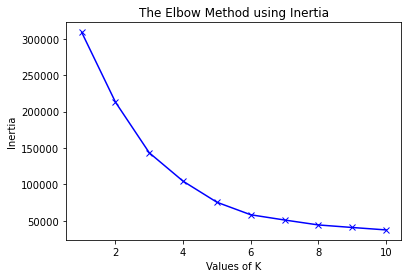 The Elbow Method using Inertia
300000
250000
200000
150000
100000
50000
Inertia
2 4 6 8 10
Values of K